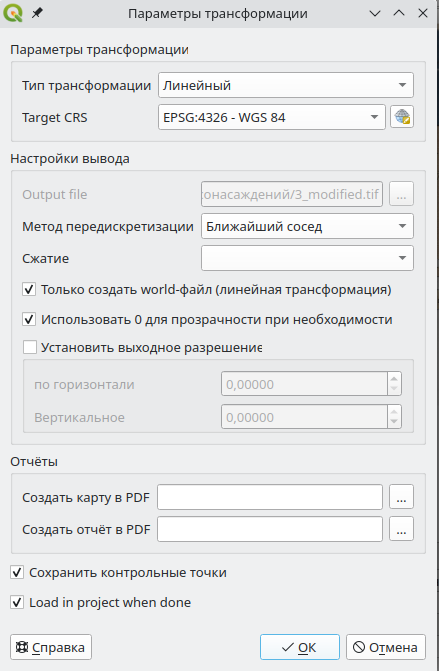 Параметры трансформации
Параметры трансформации
Тип трансформации Линейный
Target CRS EPSG:4326 - WGS 84
Настройки вывода
Output file онасаждений/3_modified.tif ...
Метод передискретизации Ближайший сосед
Сжатие
Только создать world-файл (линейная трансформация)
Использовать 0 для прозрачности при необходимости
Установить выходное разрешение
по горизонтали 0,00000
Вертикальное 0,00000
Отчёты
Создать карту в PDF ...
Создать отчёт в PDF ...
Сохранить контрольные точки
Load in project when done
Справка OK Отмена